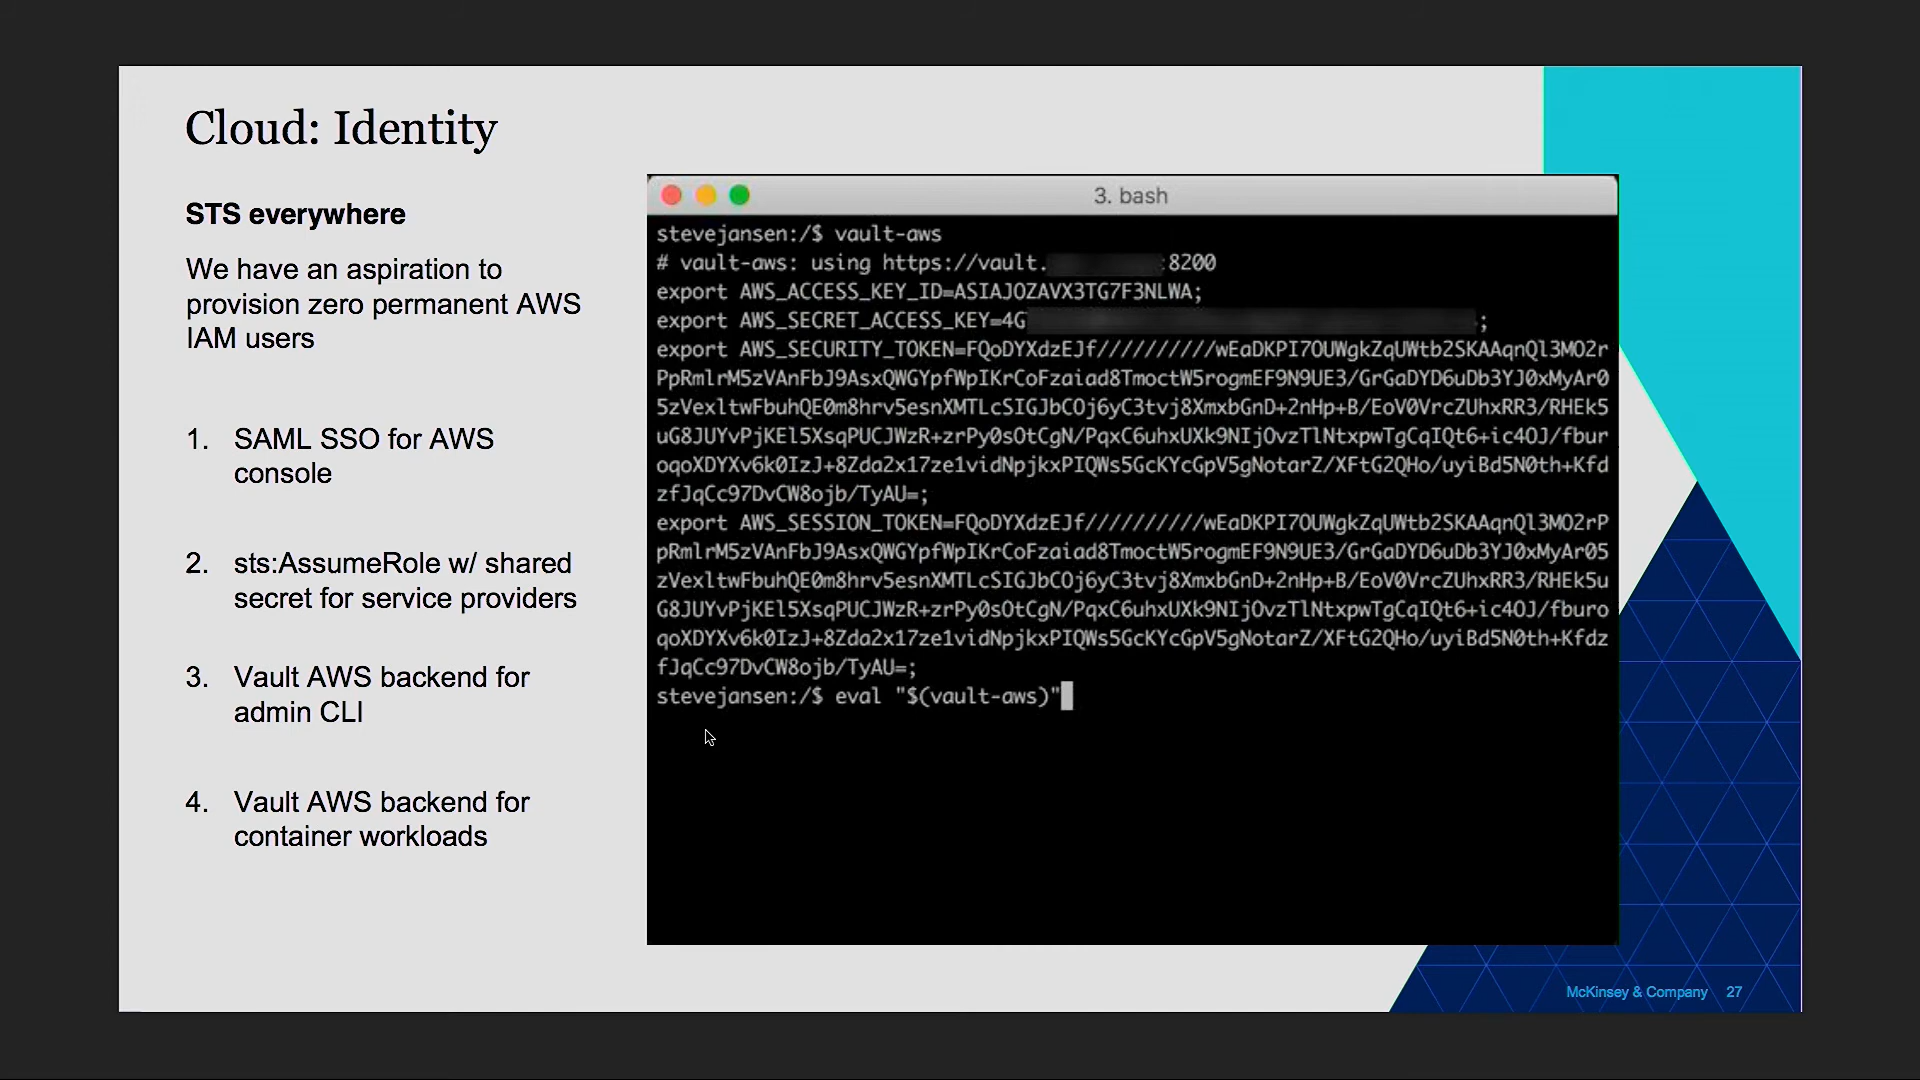 Cloud: Identity
STS everywhere
We have an aspiration to
provision zero permanent AWS
IAM users
1. SAML SSO for AWS
console
2. sts:AssumeRole w/ shared
secret for service providers
3. Vault AWS backend for
admin CLI
4. Vault AWS backend for
container workloads
3. bash
stevejansen:/$ vault-aws
# vault-aws: using https://vault. :8200
export AWS_ACCESS_KEY_ID=ASIAJOZAVX3TG7F3NLWA;
export AWS_SECRET_ACCESS_KEY=4G ;
export AWS_SECURITY_TOKEN=FQoDYXdzEJf//////////wEaDKPI7OUWgkZqUWtb2SKAAqnQl3MO2r
PpRmlrM5zVAnFbJ9AsxQWGYpfWpIKrCoFzaiad8TmoctW5rogmEF9N9UE3/GrGaDYD6uDb3YJ0xMyAr0
5zVexltwFbuhQE0m8hrv5esnXMTLcSIGJbCOj6yC3tvj8XmxbGnD+2nHp+B/EoV0VrcZUhxRR3/RHEk5
uG8JUYvPjKEl5XsqPUCJWzR+zrPy0sOtCgN/PqxC6uhxUXk9NIjOvzTlNtxpwTgCqIQt6+ic4OJ/fbur
oqoXDYXv6k0IzJ+8Zda2x17ze1vidNpjkxPIQWs5GcKYcGpV5gNotarZ/XFtG2QHo/uyiBd5N0th+Kfd
zfJqCc97DvCW8ojb/TyAU=;
export AWS_SESSION_TOKEN=FQoDYXdzEJf//////////wEaDKPI7OUWgkZqUWtb2SKAAqnQl3MO2rP
pRmlrM5zVAnFbJ9AsxQWGYpfWpIKrCoFzaiad8TmoctW5rogmEF9N9UE3/GrGaDYD6uDb3YJ0xMyAr05
zVexltwFbuhQE0m8hrv5esnXMTLcSIGJbCOj6yC3tvj8XmxbGnD+2nHp+B/EoV0VrcZUhxRR3/RHEk5u
G8JUYvPjKEl5XsqPUCJWzR+zrPy0sOtCgN/PqxC6uhxUXk9NIjOvzTlNtxpwTgCqIQt6+ic4OJ/fburo
qoXDYXv6k0IzJ+8Zda2x17ze1vidNpjkxPIQWs5GcKYcGpV5gNotarZ/XFtG2QHo/uyiBd5N0th+Kfdz
fJqCc97DvCW8ojb/TyAU=;
stevejansen:/$ eval "$(vault-aws)"
McKinsey & Company 27